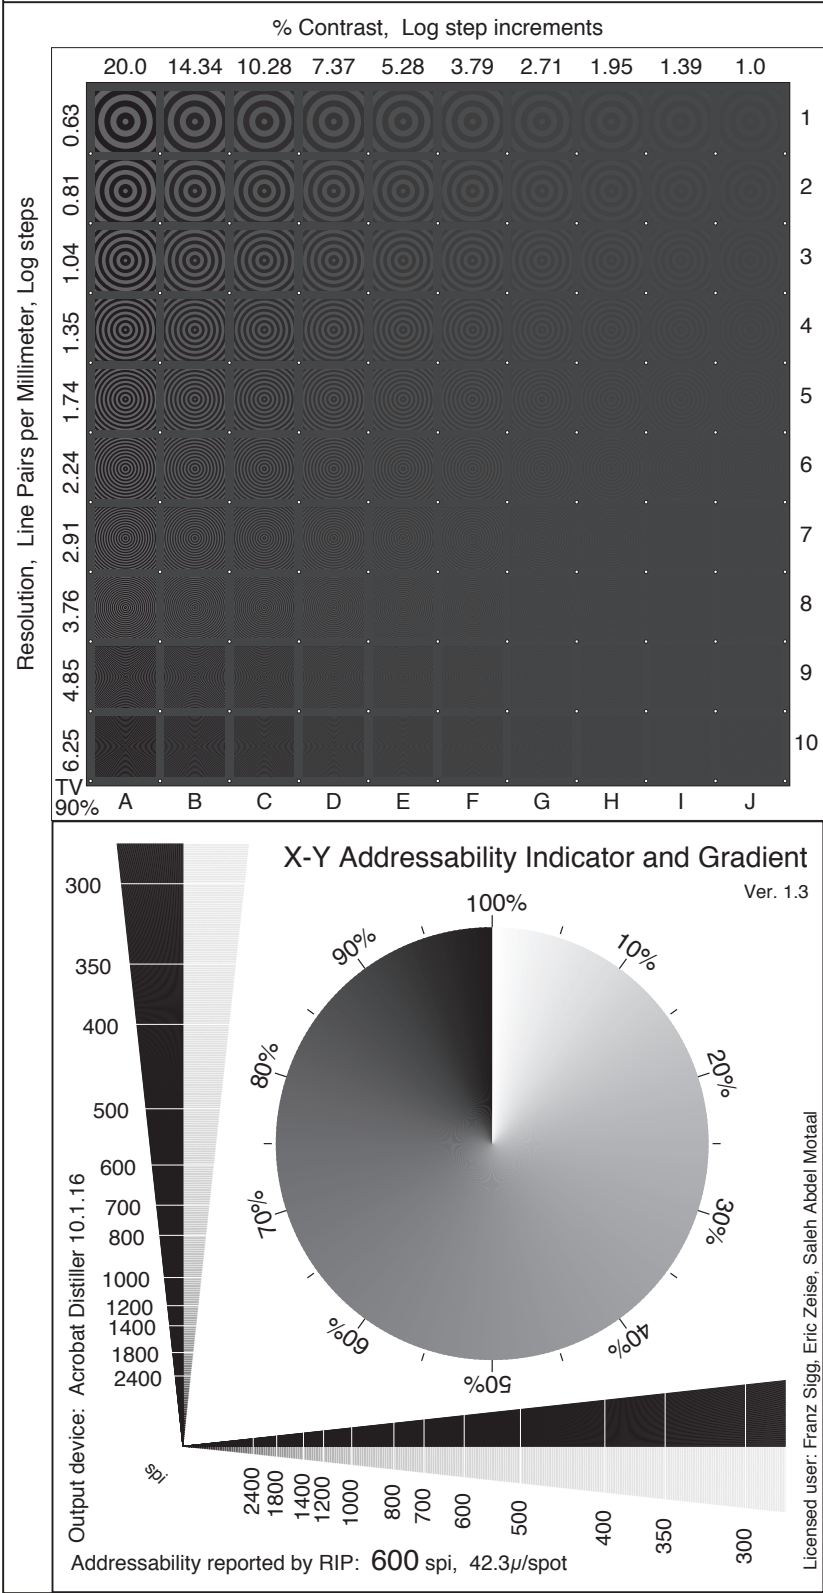 % Contrast, Log step increments
20.0 14.34 10.28 7.37 5.28 3.79 2.71 1.95 1.39 1.0
Resolution, Line Pairs per Millimeter, Log steps
0.63 1
0.81 2
1.04 3
1.35 4
1.74 5
2.24 6
2.91 7
3.76 8
4.85 9
6.25 10
TV
90% A B C D E F G H I J
X-Y Addressability Indicator and Gradient
Ver. 1.3
300
350
400
500
600
700
800
1000
1200
1400
1800
2400
100%
10%
20%
30%
40%
50%
60%
70%
80%
90%
Output device: Acrobat Distiller 10.1.16
Licensed user: Franz Sigg, Eric Zeise, Saleh Abdel Motaal
spi
2400 1800 1400 1200 1000 800 700 600 500 400 350 300
Addressability reported by RIP: 600 spi, 42.3µ/spot